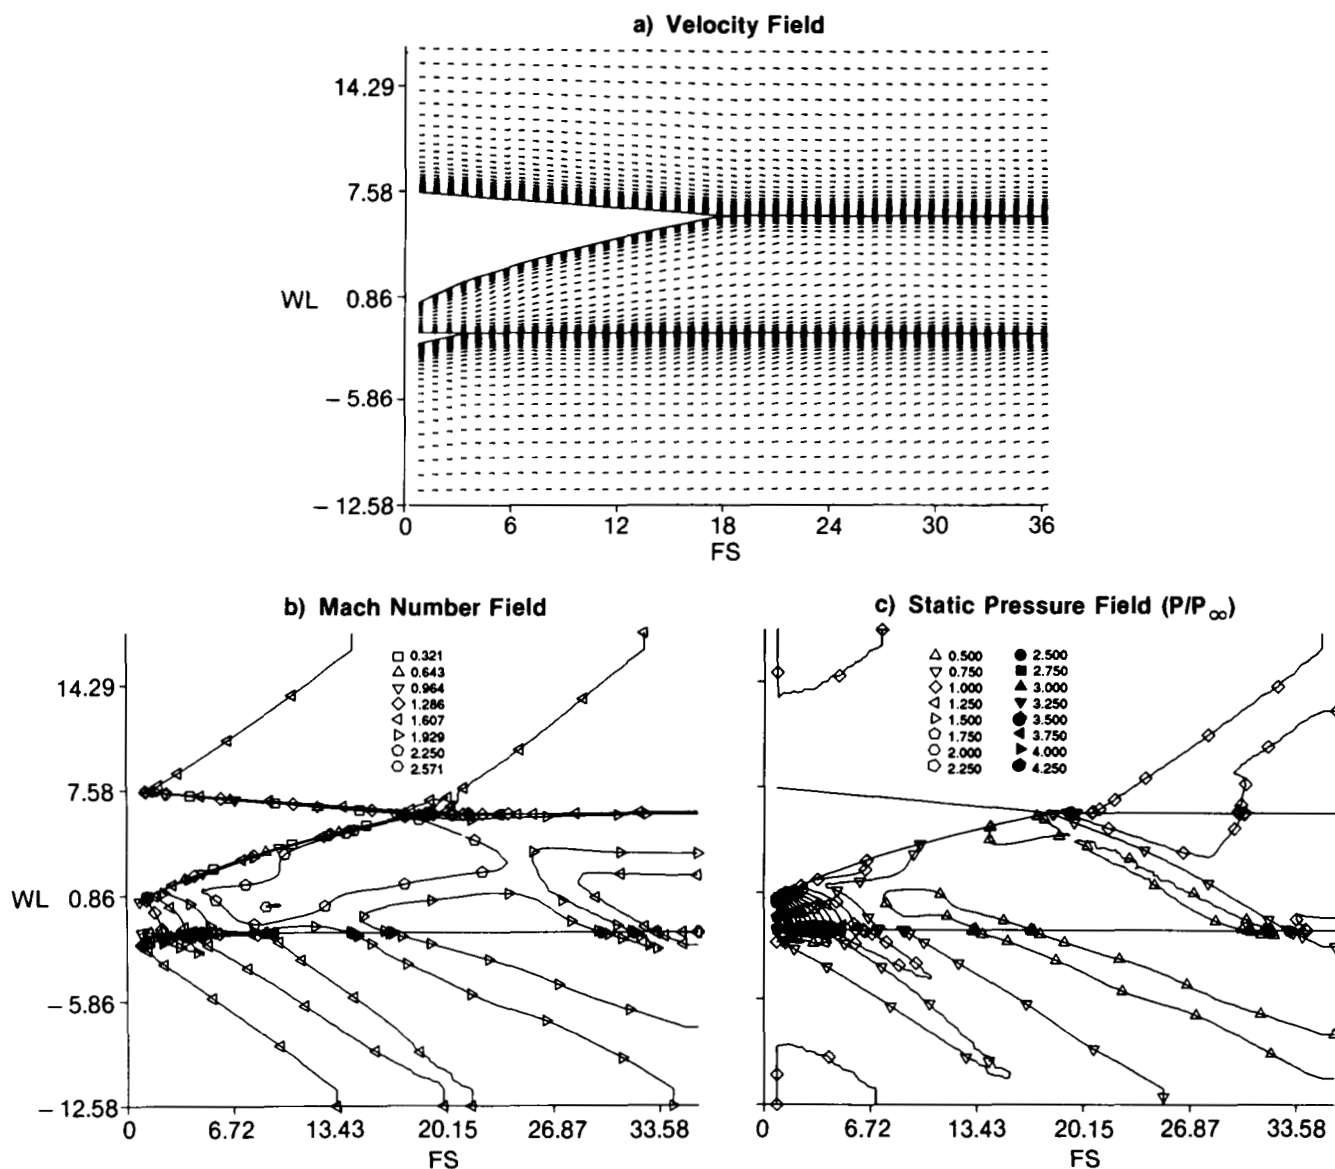 a) Velocity Field
14.29
7.58
WL 0.86
– 5.86
– 12.58
0 6 12 18 24 30 36
FS
b) Mach Number Field
0.321
0.643
0.964
1.286
1.607
1.929
2.250
2.571
14.29
7.58
WL 0.86
– 5.86
– 12.58
0 6.72 13.43 20.15 26.87 33.58
FS
c) Static Pressure Field (P/P∞)
0.500 2.500
0.750 2.750
1.000 3.000
1.250 3.250
1.500 3.500
1.750 3.750
2.000 4.000
2.250 4.250
0 6.72 13.43 20.15 26.87 33.58
FS